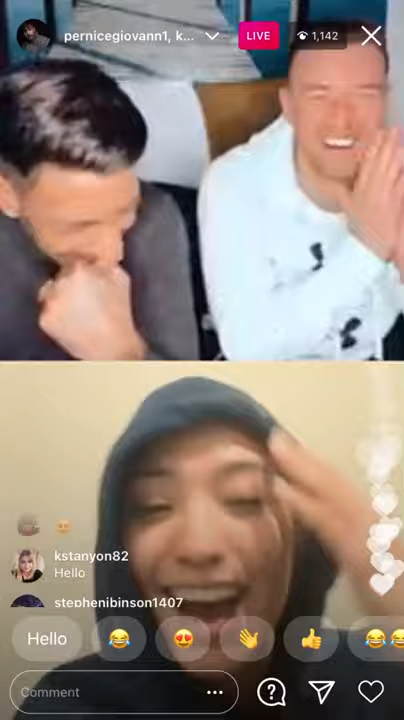 pernicegiovann1, k...
LIVE
1,142
kstanyon82
Hello
stephenibinson1407
Hello
Comment